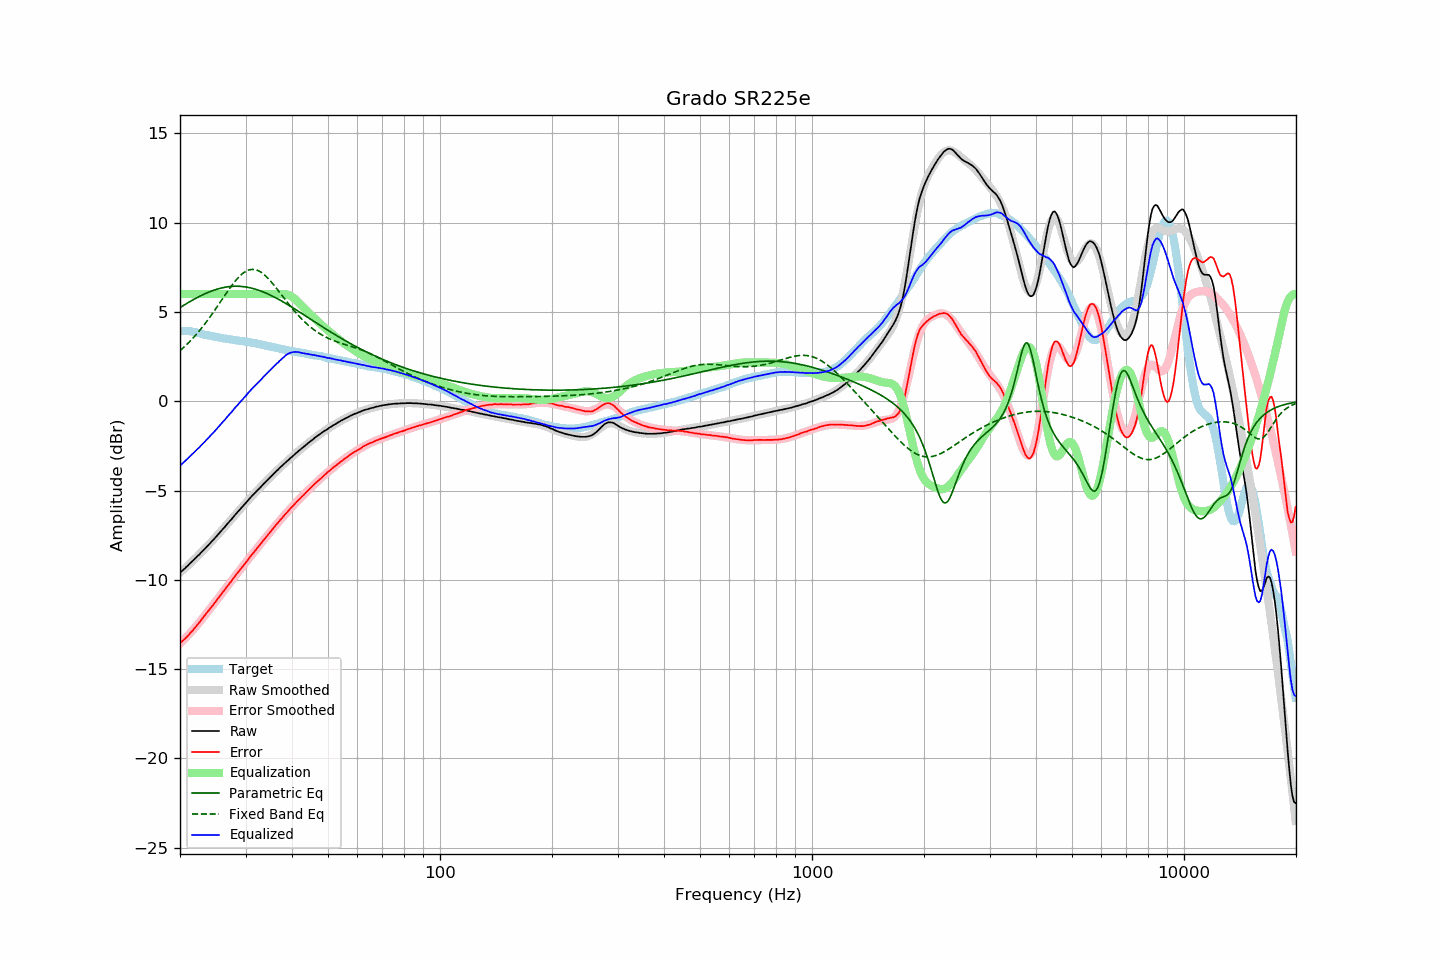 Grado SR225e
15
10
5
0
−5
−10
−15
−20
−25
Amplitude (dBr)
Target
Raw Smoothed
Error Smoothed
Raw
Error
Equalization
Parametric Eq
Fixed Band Eq
Equalized
100 1000 10000
Frequency (Hz)